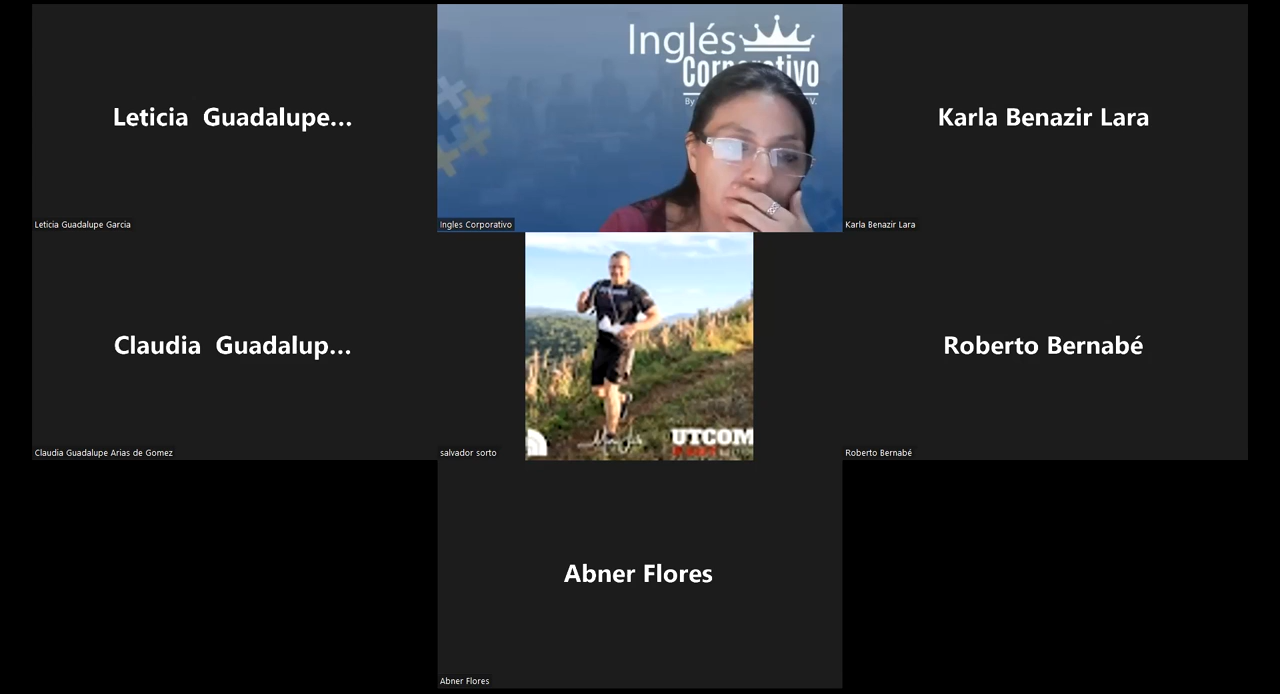 Leticia  Guadalupe...
Leticia Guadalupe Garcia
Inglés
Corporativo
By
V.
Ingles Corporativo
Karla Benazir Lara
Karla Benazir Lara
Claudia  Guadalup...
Claudia Guadalupe Arias de Gomez
UTCOM
salvador sorto
Roberto Bernabé
Roberto Bernabé
Abner Flores
Abner Flores